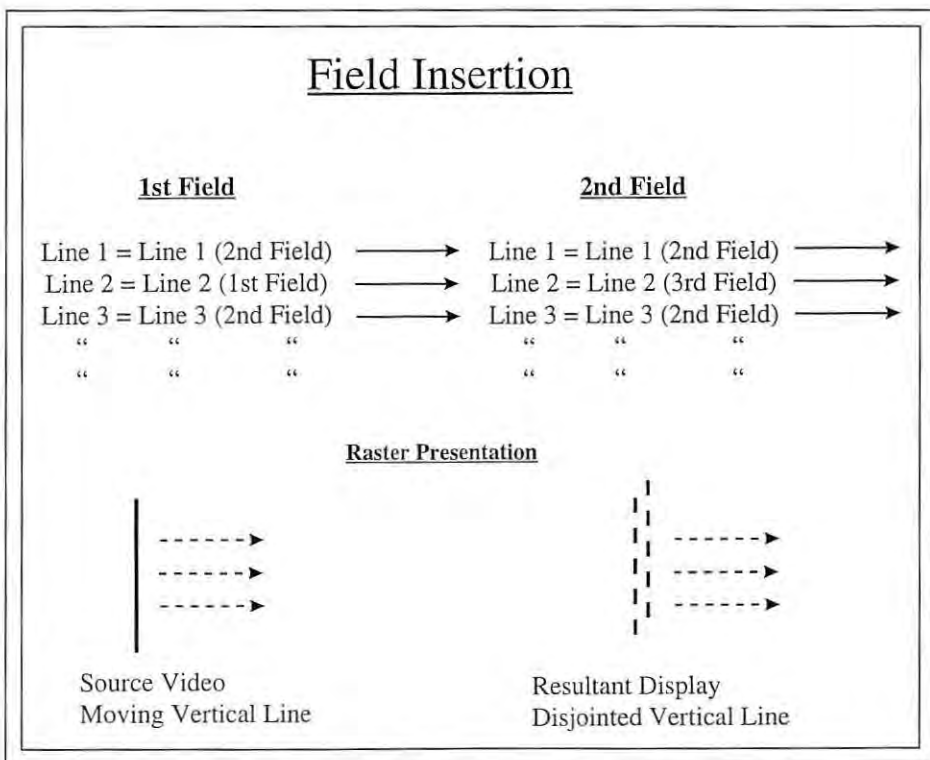 Field Insertion
1st Field
Line 1 = Line 1 (2nd Field)
Line 2 = Line 2 (1st Field)
Line 3 = Line 3 (2nd Field)
“ “ “
“ “ “
2nd Field
Line 1 = Line 1 (2nd Field)
Line 2 = Line 2 (3rd Field)
Line 3 = Line 3 (2nd Field)
“ “ “
“ “ “
Raster Presentation
Source Video
Moving Vertical Line
Resultant Display
Disjointed Vertical Line